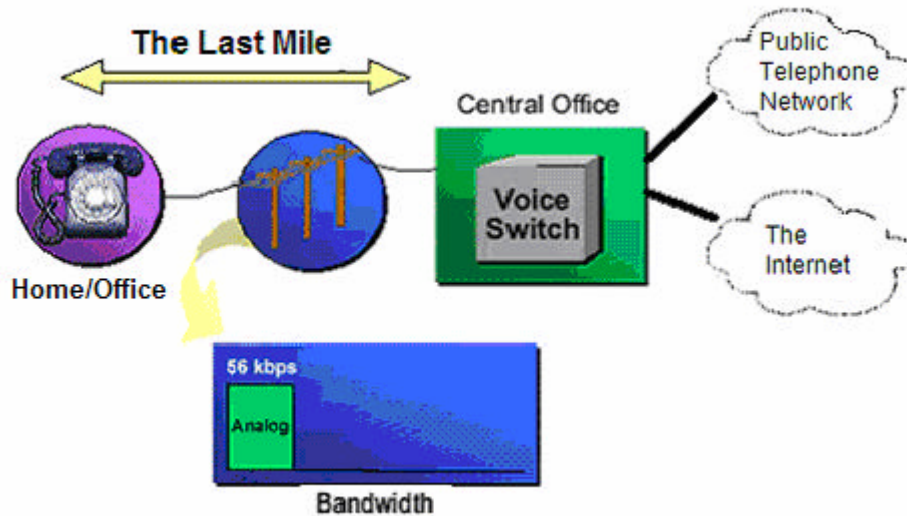 The Last Mile
Public
Telephone
Network
Central Office
Voice
Switch
The
Internet
Home/Office
56 kbps
Analog
Bandwidth